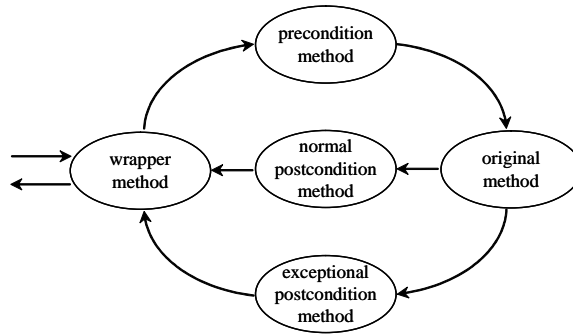 precondition
method
wrapper
method
normal
postcondition
method
original
method
exceptional
postcondition
method